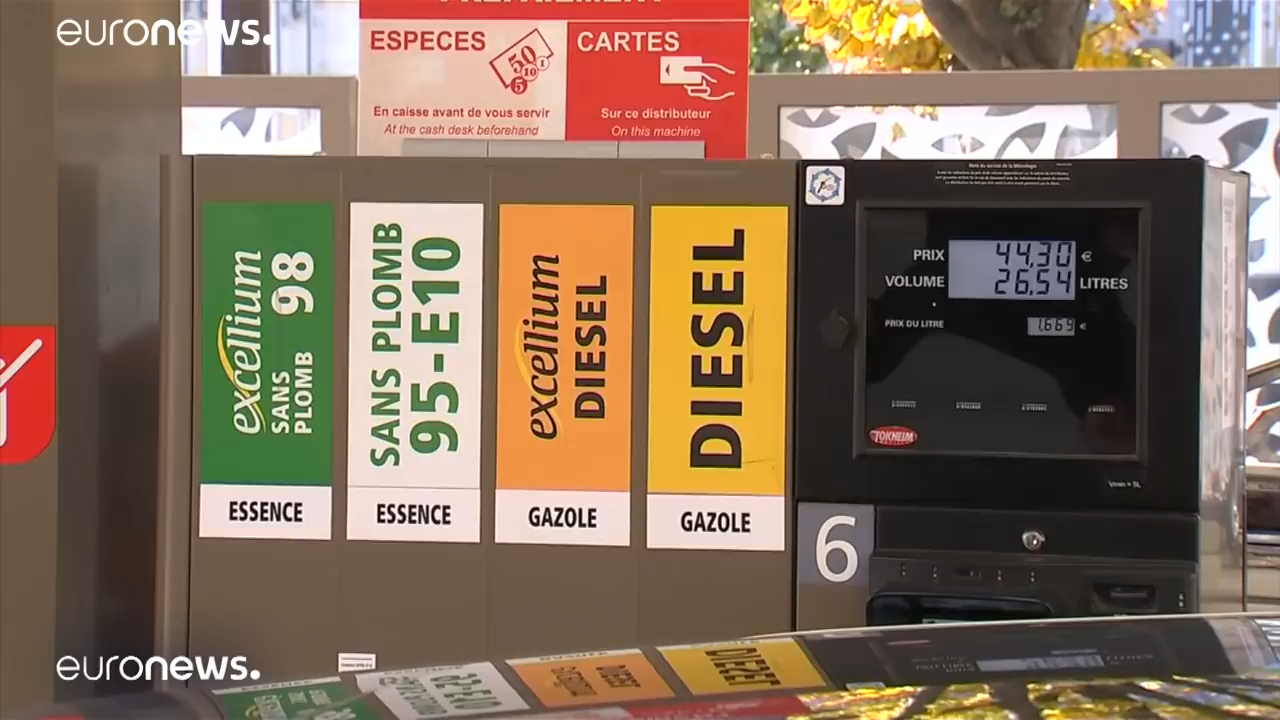 euronews.
ESPECES
50
10
5
En caisse avant de vous servir
At the cash desk beforehand
CARTES
Sur ce distributeur
On this machine
excellium
SANS
PLOMB 98
ESSENCE
SANS PLOMB
95-E10
ESSENCE
excellium
DIESEL
GAZOLE
DIESEL
GAZOLE
PRIX 44,30 €
VOLUME 26,54 LITRES
PRIX DU LITRE 1,669 €
TOKHEIM
Vmin = 5L
6
euronews.